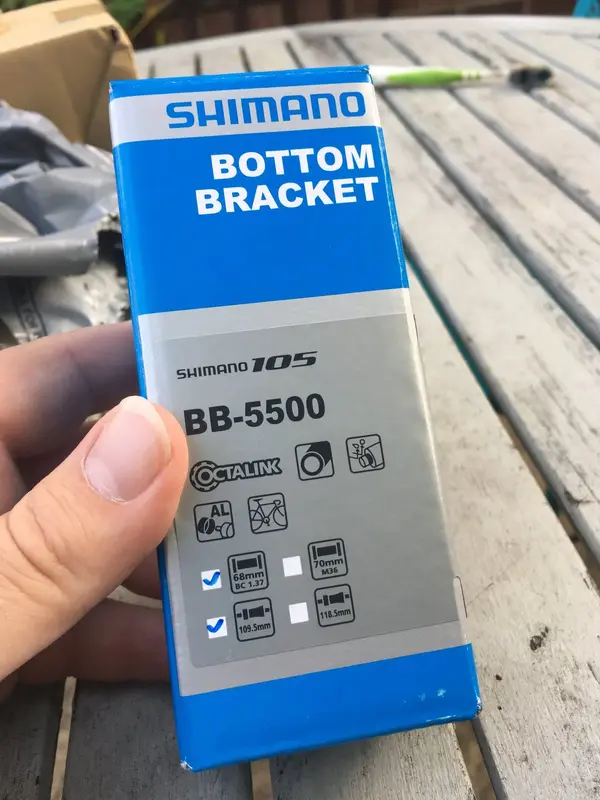 SHIMANO
BOTTOM
BRACKET
SHIMANO 105
BB-5500
OCTALINK
AL
68mm
BC 1.37
70mm
M36
109.5mm
118.5mm